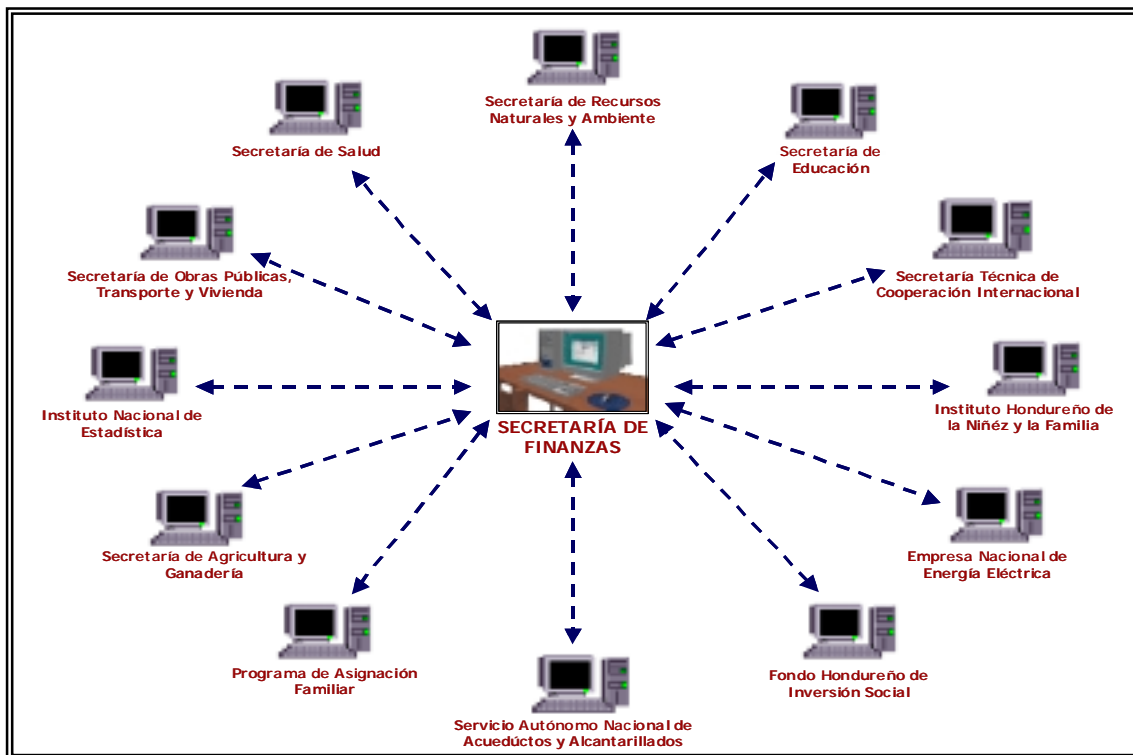 Secretaría de Recursos
Naturales y Ambiente
Secretaría de Salud
Secretaría de
Educación
Secretaría de Obras Públicas,
Transporte y Vivienda
Secretaría Técnica de
Cooperación Internacional
Instituto Nacional de
Estadística
SECRETARÍA DE
FINANZAS
Instituto Hondureño de
la Niñéz y la Familia
Secretaría de Agricultura y
Ganadería
Empresa Nacional de
Energía Eléctrica
Programa de Asignación
Familiar
Fondo Hondureño de
Inversión Social
Servicio Autónomo Nacional de
Acuedúctos y Alcantarillados